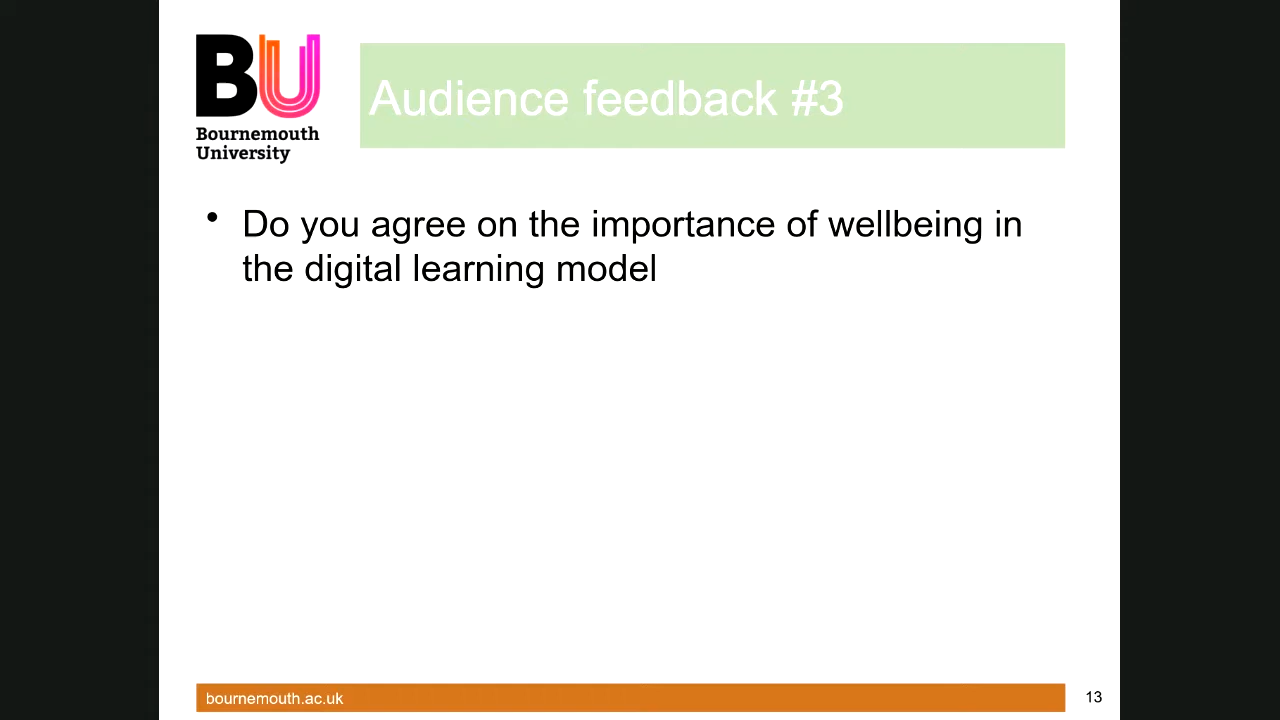 BU
Bournemouth
University
Audience feedback #3
• Do you agree on the importance of wellbeing in
the digital learning model
bournemouth.ac.uk
13